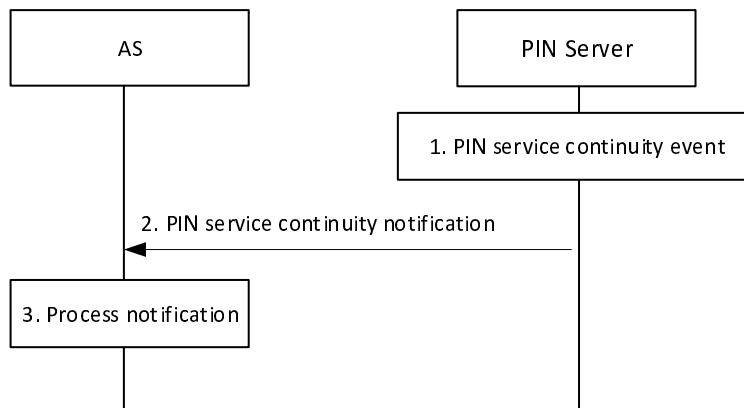 AS
PIN Server
1. PIN service continuity event
2. PIN service continuity notification
3. Process notification